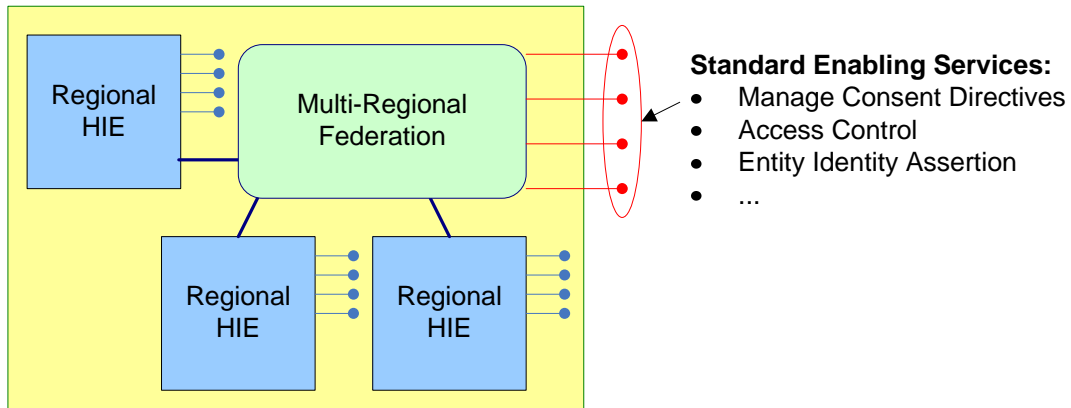 Regional
HIE
Multi-Regional
Federation
Standard Enabling Services:
• Manage Consent Directives
• Access Control
• Entity Identity Assertion
• ...
Regional
HIE
Regional
HIE